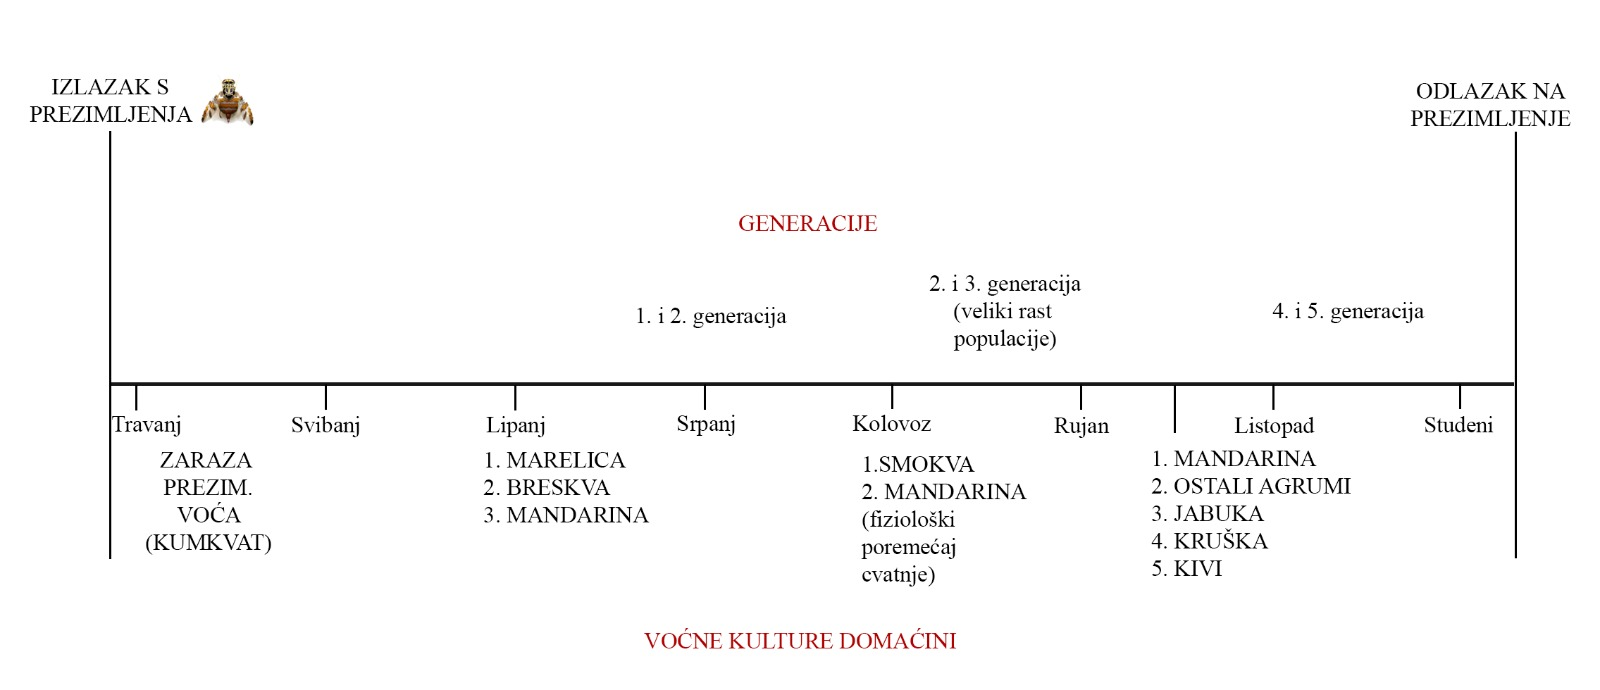 IZLAZAK S
PREZIMLJENJA
ODLAZAK NA
PREZIMLJENJE
GENERACIJE
1. i 2. generacija
2. i 3. generacija
(veliki rast
populacije)
4. i 5. generacija
Travanj
Svibanj
Lipanj
Srpanj
Kolovoz
Rujan
Listopad
Studeni
ZARAZA
PREZIM.
VOĆA
(KUMKVAT)
1. MARELICA
2. BRESKVA
3. MANDARINA
1.SMOKVA
2. MANDARINA
(fiziološki
poremećaj
cvatnje)
1. MANDARINA
2. OSTALI AGRUMI
3. JABUKA
4. KRUŠKA
5. KIVI
VOĆNE KULTURE DOMAĆINI